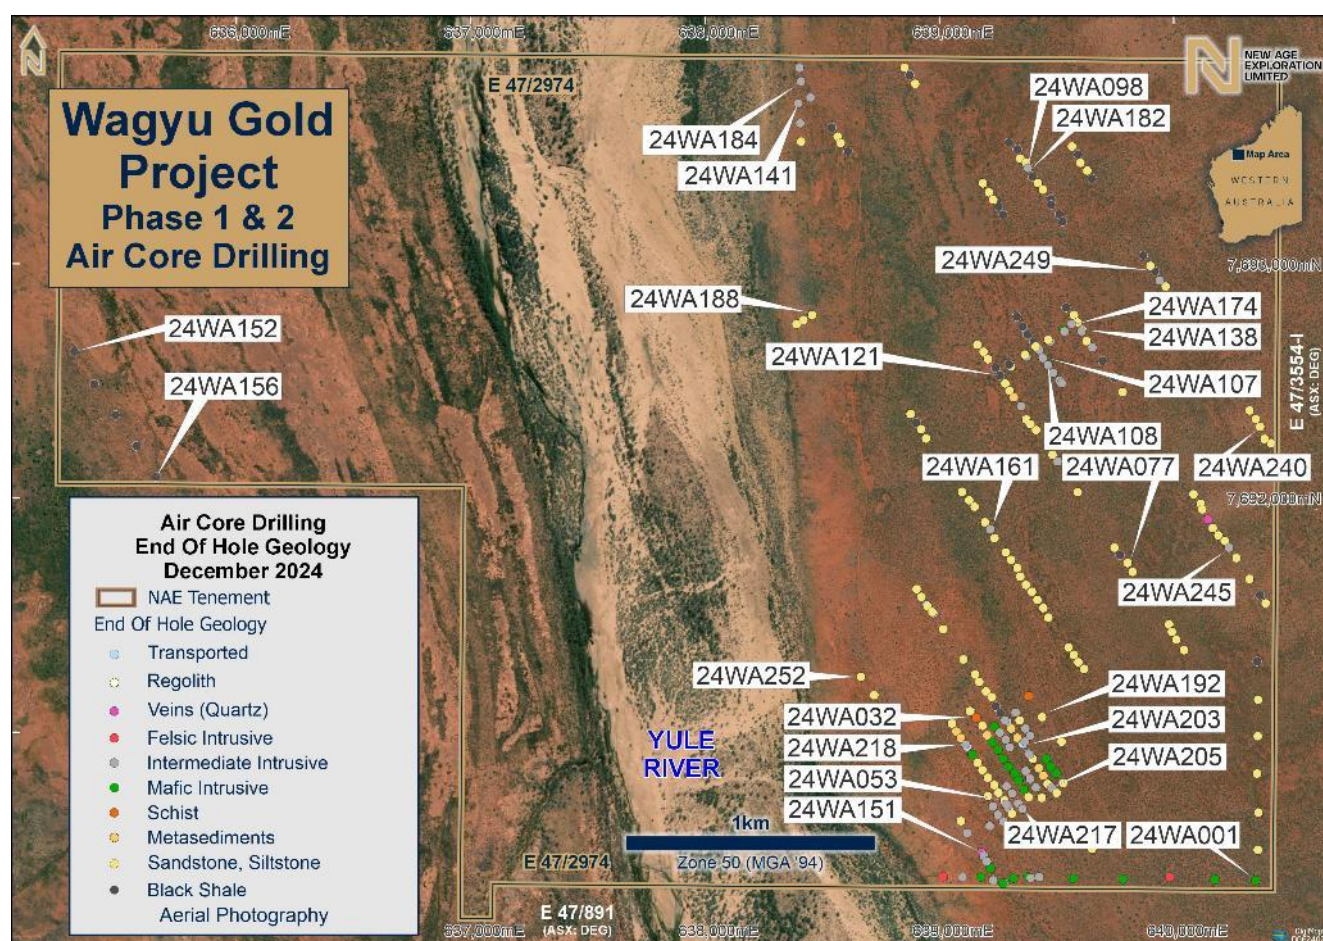 636,000mE
637,000mE
638,000mE
639,000mE
NEW AGE
EXPLORATION
LIMITED
E 47/2974
Wagyu Gold
Project
Phase 1 & 2
Air Core Drilling
24WA098
24WA182
24WA184
24WA141
Map Area
WESTERN
AUSTRALIA
24WA249
7,693,000mN
24WA188
24WA174
24WA138
24WA152
24WA121
24WA107
24WA156
24WA108
24WA240
E 47/3554-I
(ASX: DEG)
24WA161
24WA077
7,692,000mN
24WA245
Air Core Drilling
End Of Hole Geology
December 2024
NAE Tenement
End Of Hole Geology
Transported
Regolith
Veins (Quartz)
Felsic Intrusive
Intermediate Intrusive
Mafic Intrusive
Schist
Metasediments
Sandstone, Siltstone
Black Shale
Aerial Photography
24WA252
24WA192
24WA032
24WA203
24WA218
24WA205
YULE
RIVER
24WA053
24WA151
24WA217
24WA001
1km
Zone 50 (MGA '94)
E 47/2974
E 47/891
(ASX: DEG)
637,000mE
638,000mE
639,000mE
640,000mE